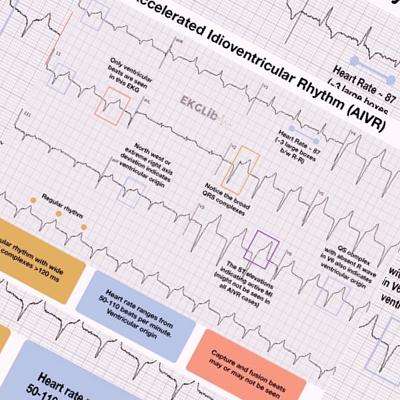 Accelerated Idioventricular Rhythm (AIVR)
Heart Rate ~ 87
(~3 large boxes
Only ventricular
beats are seen
in this EKG
EKGLib
Heart Rate ~ 87
(~3 large boxes
b/w R-R)
North west or
extreme right axis
deviation indicates
ventricular origin
Notice the broad
QRS complexes
Regular rhythm
The ST elevations
indicating active MI
might not be seen in
all AIVR cases)
QS complex
with absent R wave
in V6 also indicates
ventricular origin
rhythm with wide
complexes >120 ms
Heart rate ranges from
50-110 beats per minute.
Ventricular origin
Capture and fusion beats
may or may not be seen
Heart rate
50-110